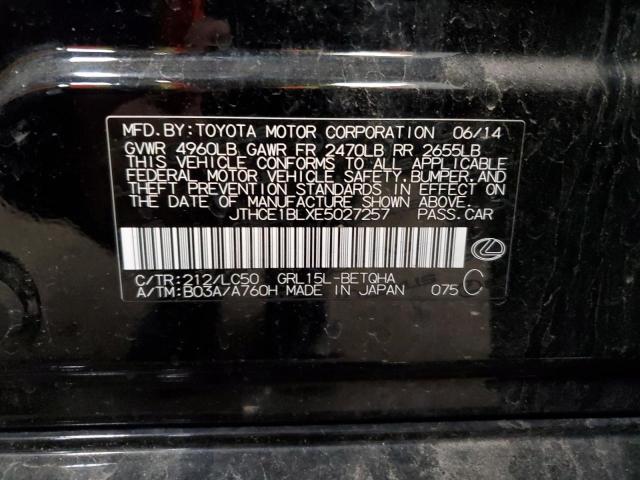 MFD.BY:TOYOTA MOTOR CORPORATION 06/14
GVWR 4960LB GAWR FR 2470LB RR 2655LB
THIS VEHICLE CONFORMS TO ALL APPLICABLE
FEDERAL MOTOR VEHICLE SAFETY,BUMPER,AND
THEFT PREVENTION STANDARDS IN EFFECT ON
THE DATE OF MANUFACTURE SHOWN ABOVE.
JTHCE1BLXE5027257 PASS.CAR
C/TR:212/LC50 GRL15L-BETQHA
A/TM:B03A/A760H MADE IN JAPAN 075 C